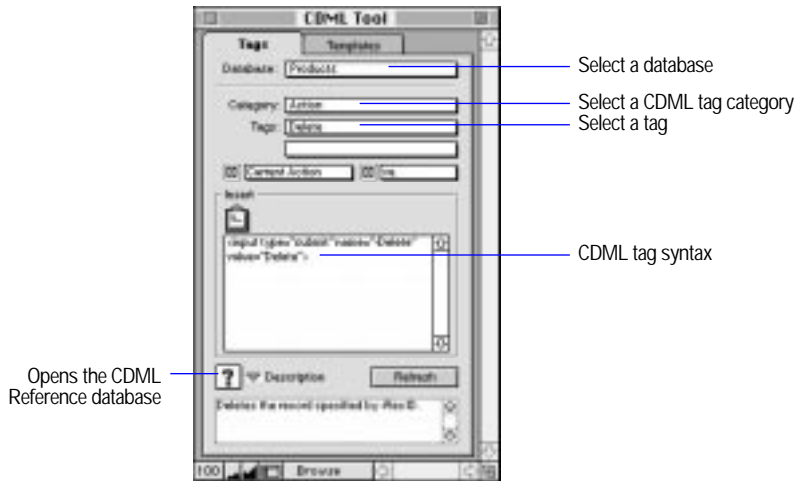 CDML Tool
Tags Templates
Database: Products
Select a database
Category: Action
Select a CDML tag category
Tags: Delete
Select a tag
Current Action
Insert
<input type="submit" name="-Delete"
value="Delete">
CDML tag syntax
Opens the CDML
Reference database
? Description Refresh
Deletes the record specified by -RecID.
100 Browse